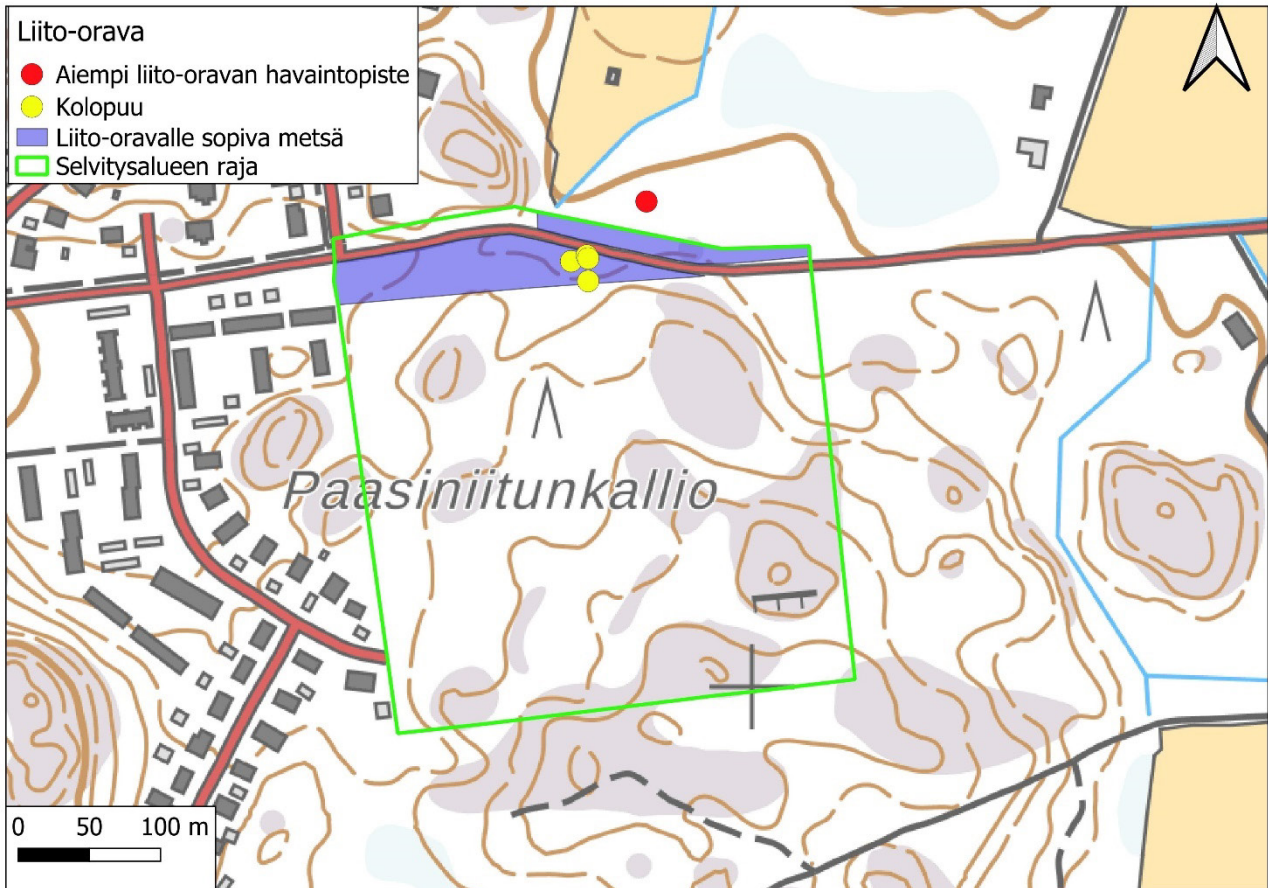 Liito-orava
Aiempi liito-oravan havaintopiste
Kolopuu
Liito-oravalle sopiva metsä
Selvitysalueen raja
Paasiniitunkallio
0 50 100 m